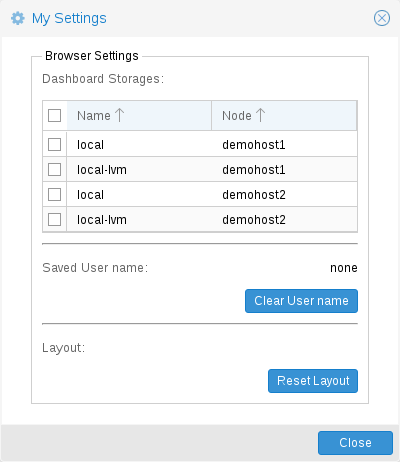 My Settings
Browser Settings
Dashboard Storages:
Name Node
local demohost1
local-lvm demohost1
local demohost2
local-lvm demohost2
Saved User name: none
Clear User name
Layout:
Reset Layout
Close